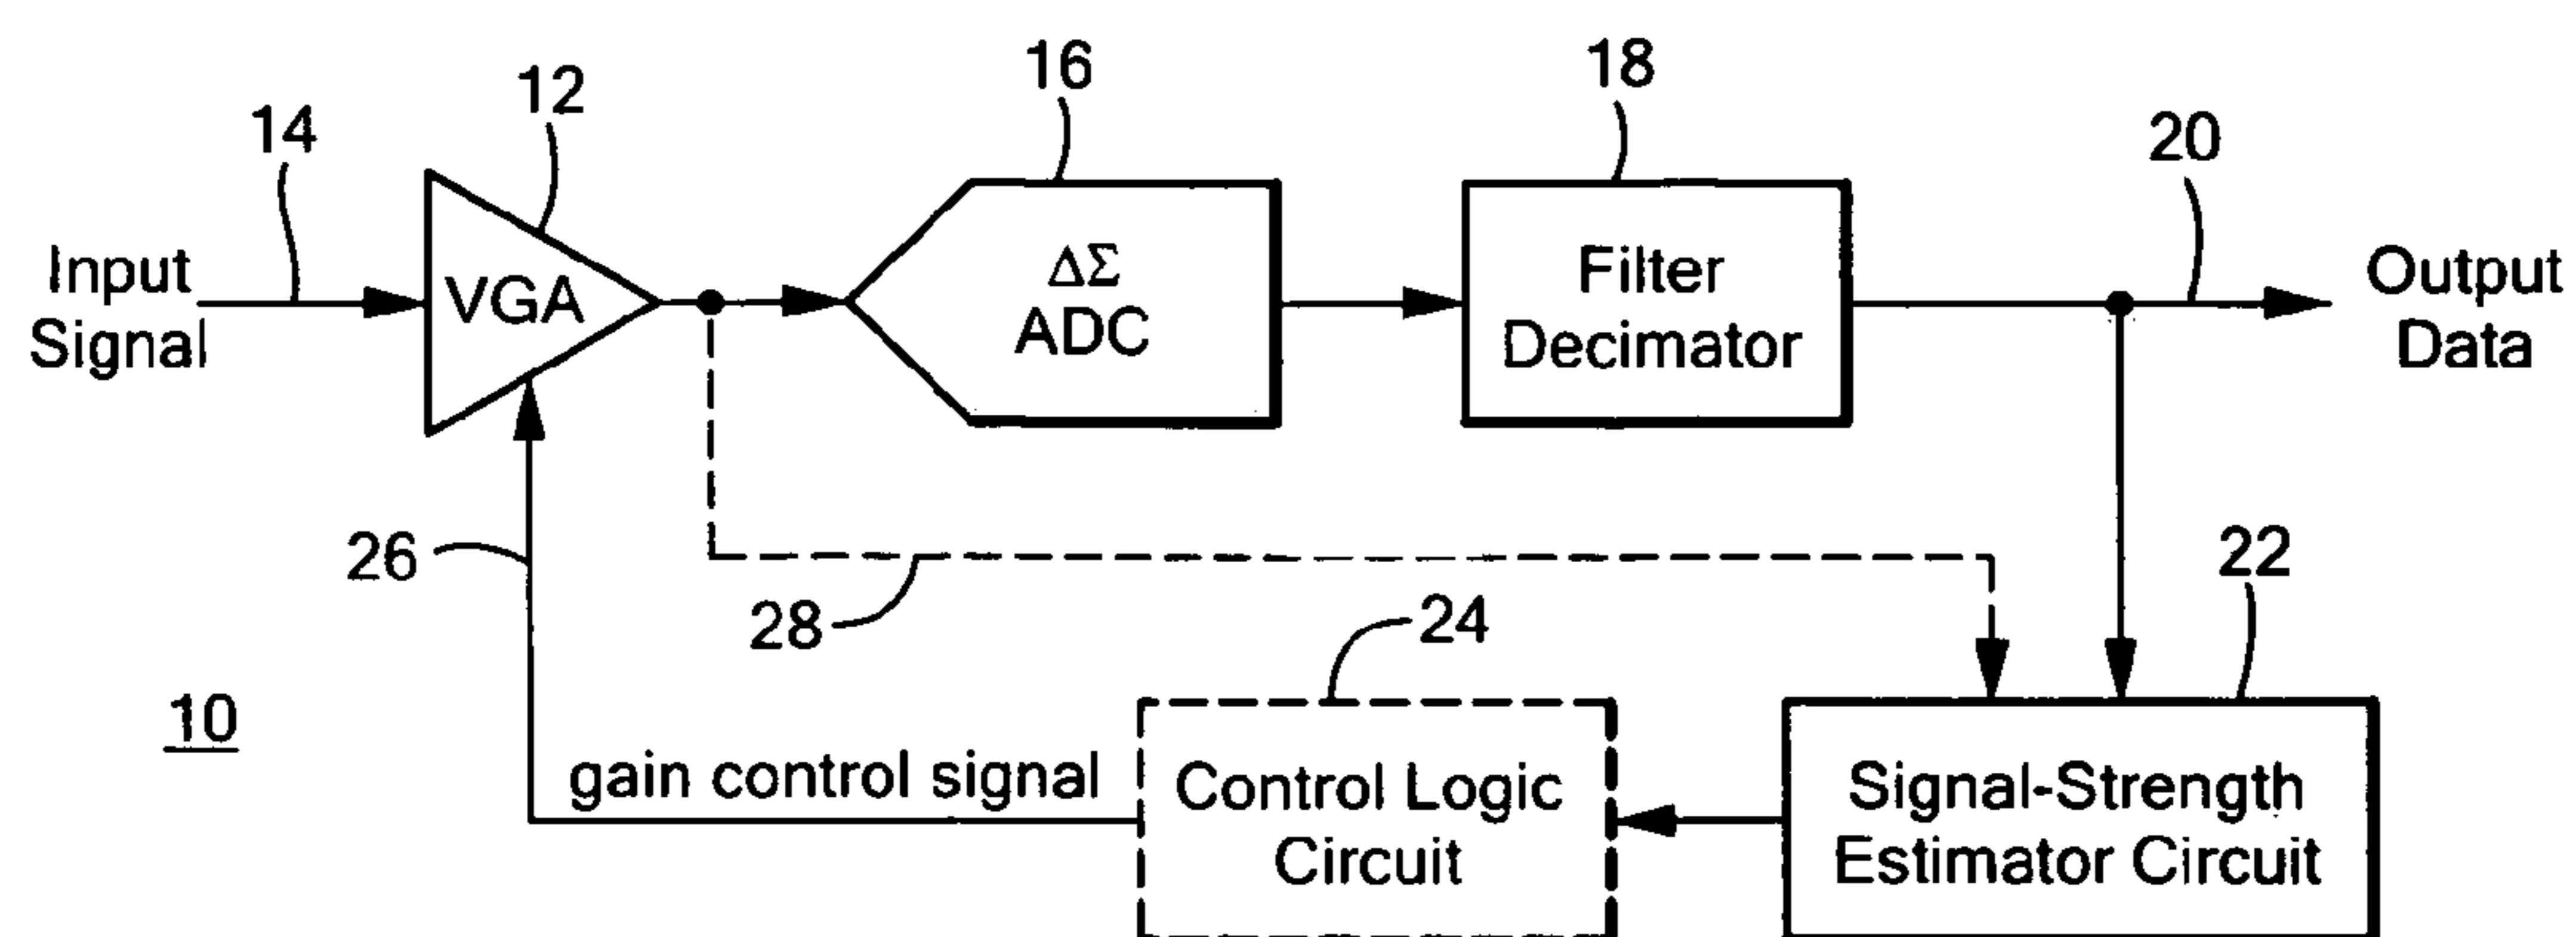 16
18
12
14
20
Input
Signal
VGA
ΔΣ
ADC
Filter
Decimator
Output
Data
26
28
24
22
10
gain control signal
Control Logic
Circuit
Signal-Strength
Estimator Circuit